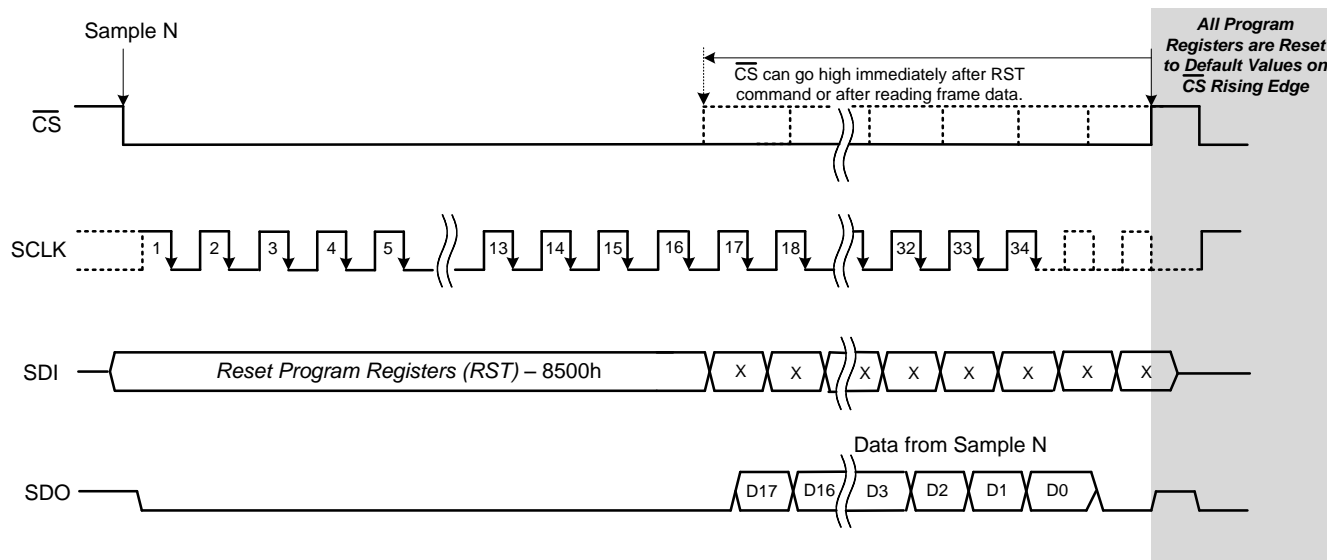 Sample N
CS can go high immediately after RST
command or after reading frame data.
All Program
Registers are Reset
to Default Values on
CS Rising Edge
CS
SCLK
1 2 3 4 5 13 14 15 16 17 18 32 33 34
SDI
Reset Program Registers (RST) – 8500h
X X X X X X X X
Data from Sample N
SDO
D17 D16 D3 D2 D1 D0